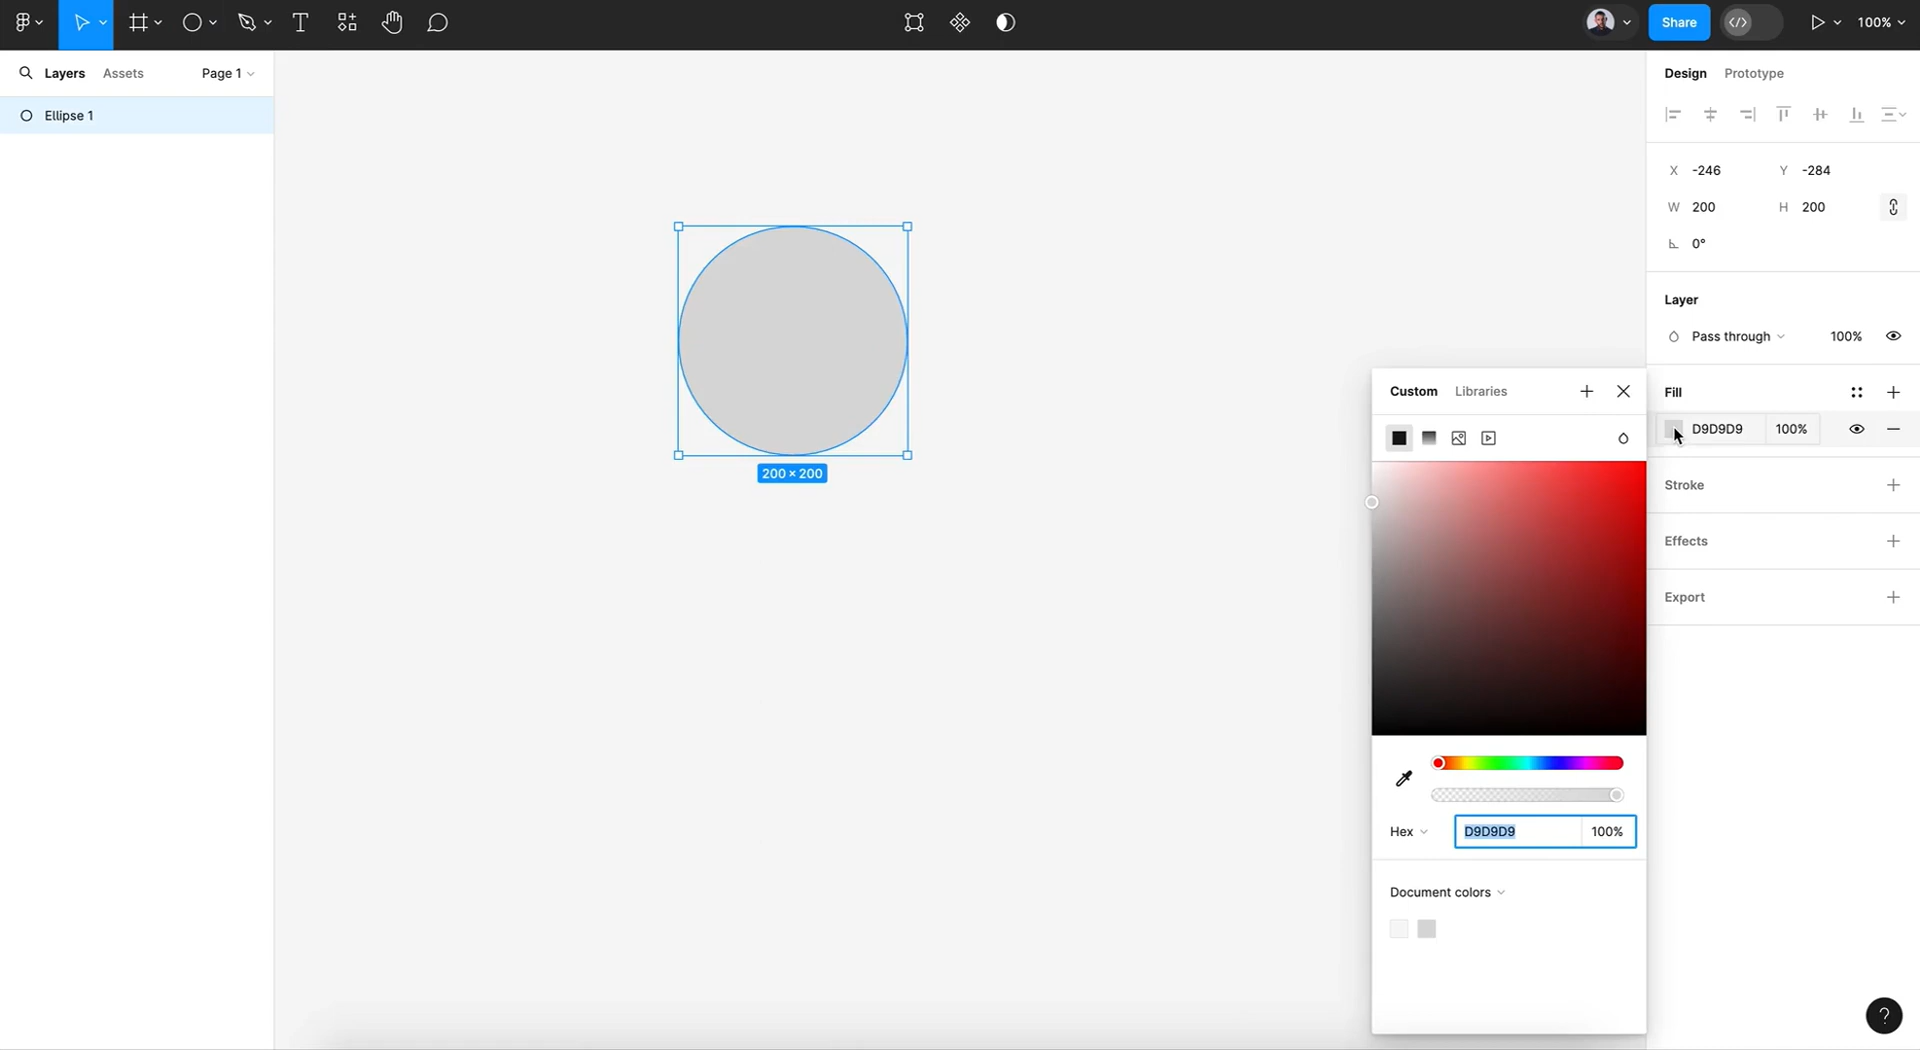 Share
100%
Layers
Assets
Page 1
Ellipse 1
200 × 200
Design
Prototype
X -246
Y -284
W 200
H 200
0°
Layer
Pass through
100%
Fill
D9D9D9
100%
Stroke
Effects
Export
Custom
Libraries
Hex
D9D9D9
100%
Document colors
?